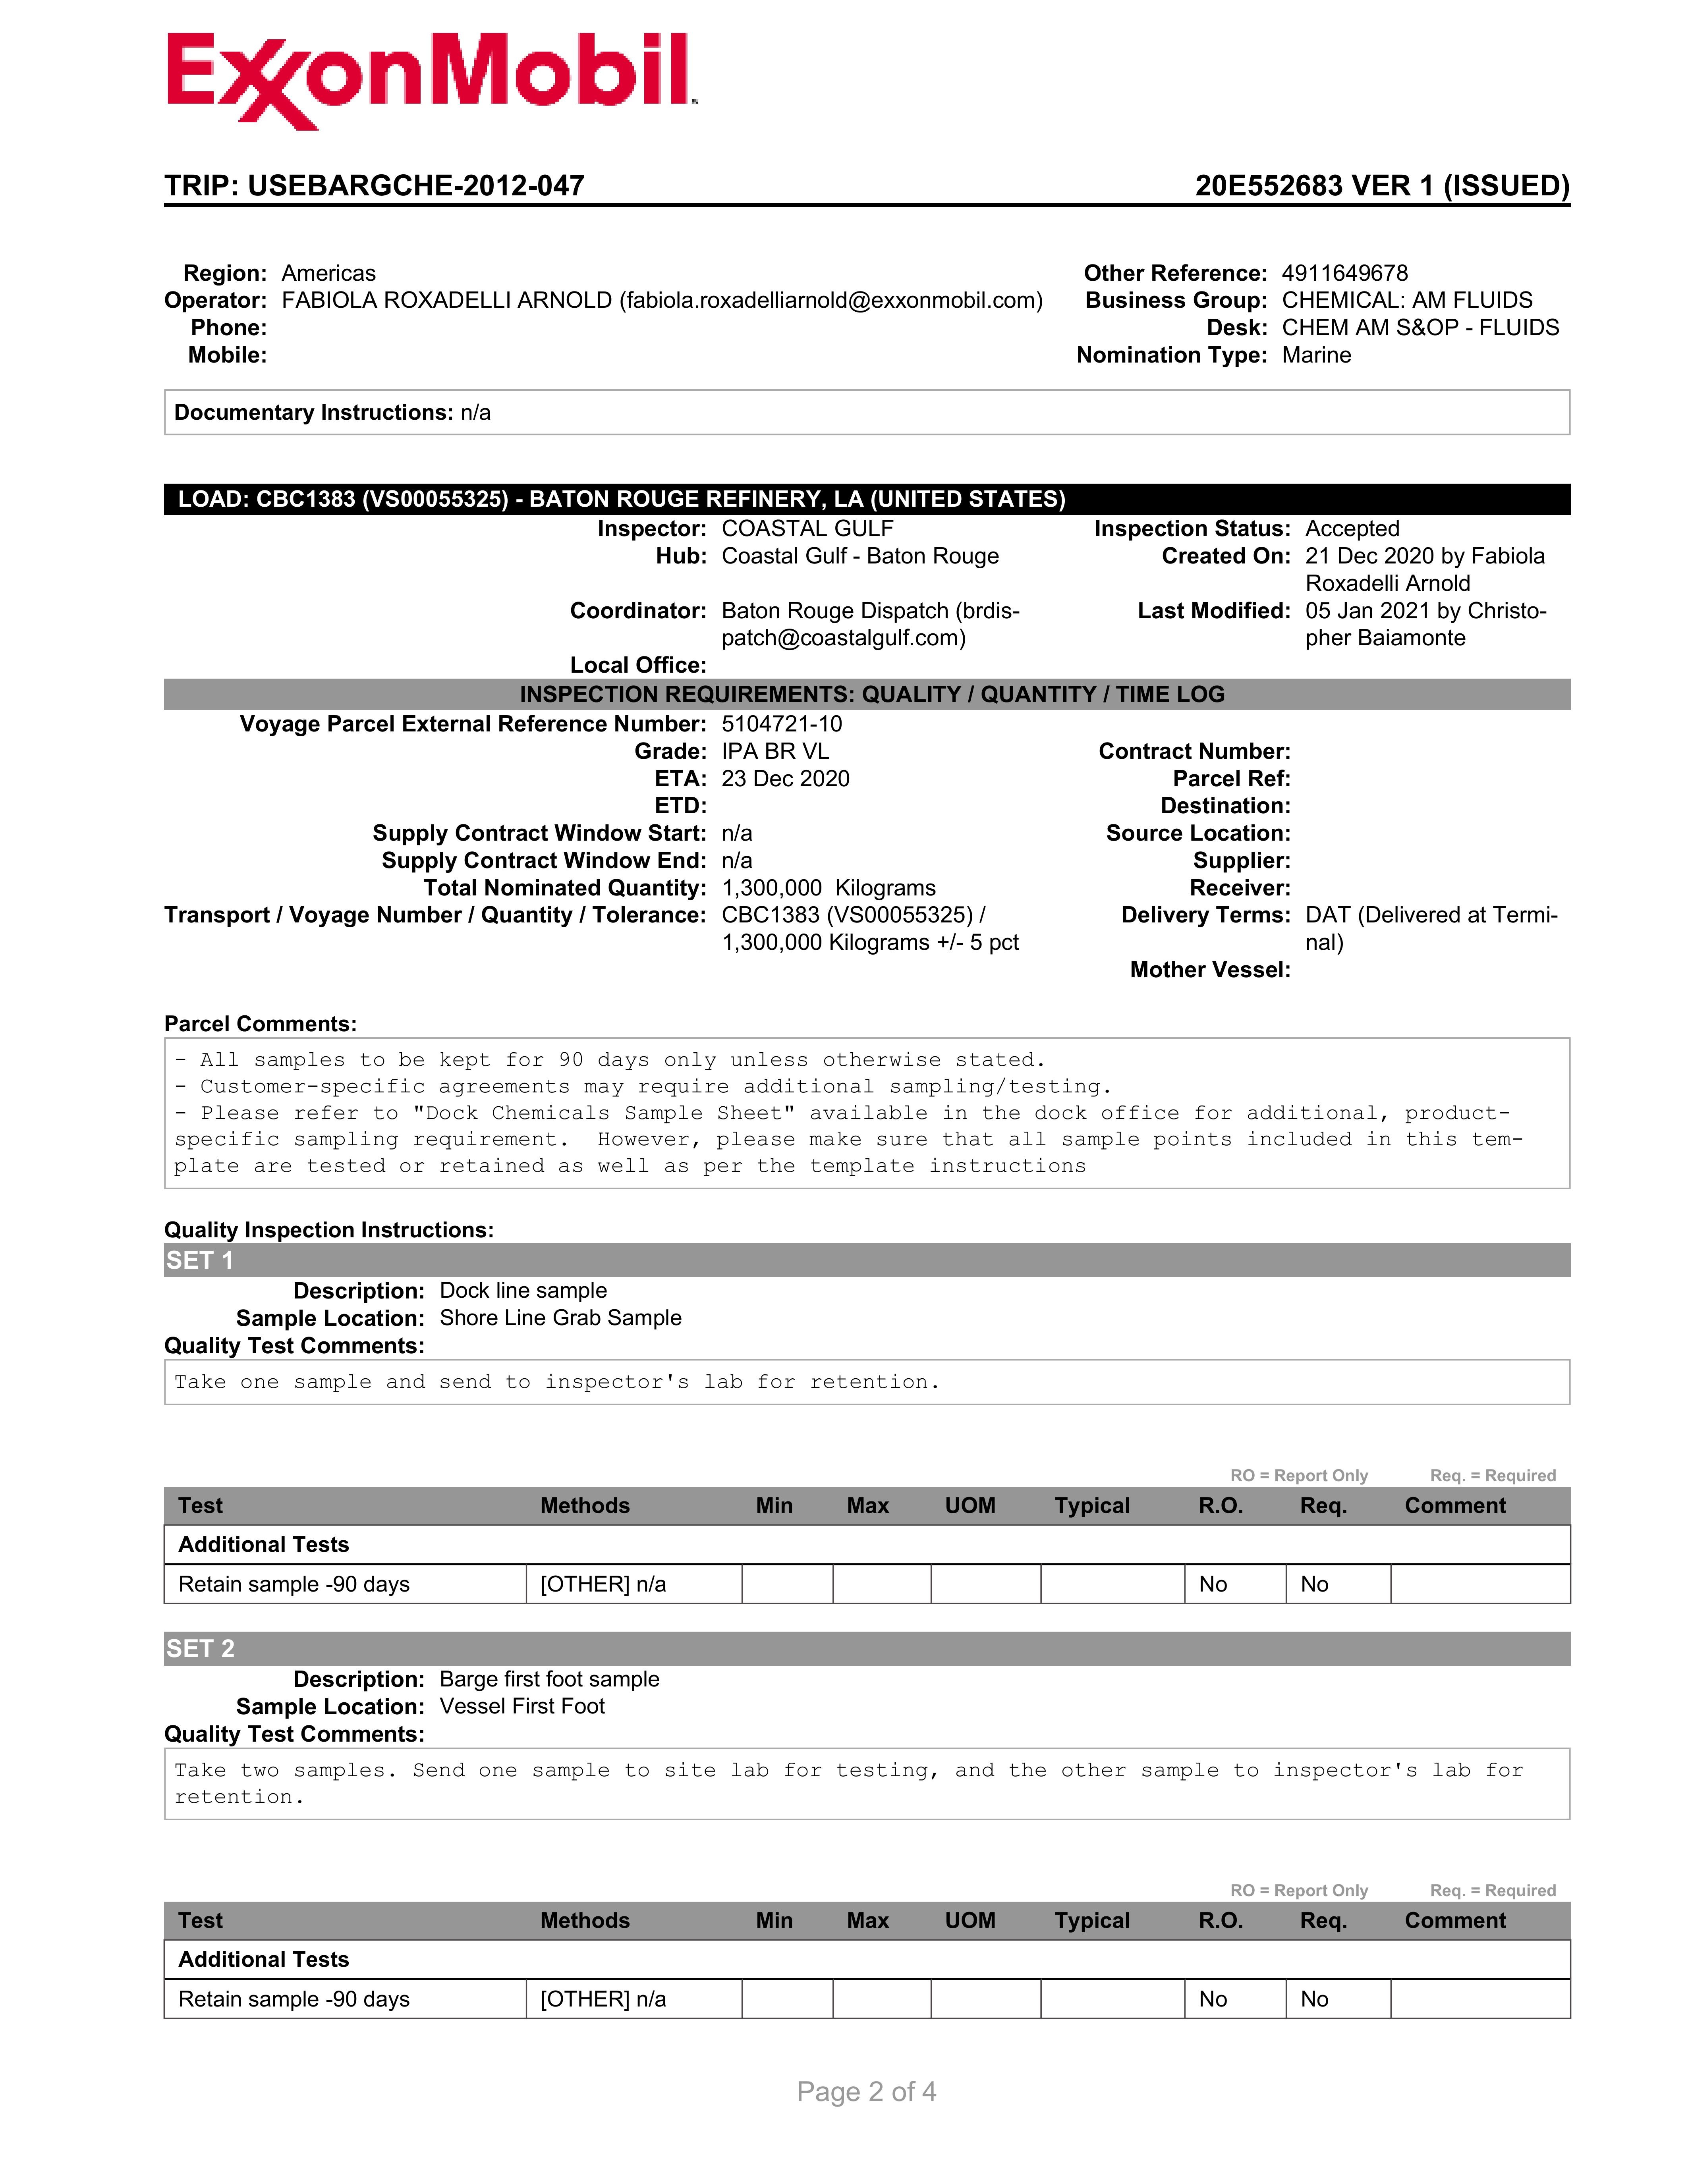 ExxonMobil
TRIP: USEBARGCHE-2012-047 20E552683 VER 1 (ISSUED)
Region: Americas Other Reference: 4911649678
Operator: FABIOLA ROXADELLI ARNOLD (fabiola.roxadelliarnold@exxonmobil.com) Business Group: CHEMICAL: AM FLUIDS
Phone: Desk: CHEM AM S&OP - FLUIDS
Mobile: Nomination Type: Marine
Documentary Instructions: n/a
LOAD: CBC1383 (VS00055325) - BATON ROUGE REFINERY, LA (UNITED STATES)
Inspector: COASTAL GULF Inspection Status: Accepted
Hub: Coastal Gulf - Baton Rouge Created On: 21 Dec 2020 by Fabiola
Roxadelli Arnold
Coordinator: Baton Rouge Dispatch (brdis- Last Modified: 05 Jan 2021 by Christo-
patch@coastalgulf.com) pher Baiamonte
Local Office:
INSPECTION REQUIREMENTS: QUALITY / QUANTITY / TIME LOG
Voyage Parcel External Reference Number: 5104721-10
Grade: IPA BR VL Contract Number:
ETA: 23 Dec 2020 Parcel Ref:
ETD: Destination:
Supply Contract Window Start: n/a Source Location:
Supply Contract Window End: n/a Supplier:
Total Nominated Quantity: 1,300,000 Kilograms Receiver:
Transport / Voyage Number / Quantity / Tolerance: CBC1383 (VS00055325) / Delivery Terms: DAT (Delivered at Termi-
1,300,000 Kilograms +/- 5 pct nal)
Mother Vessel:
Parcel Comments:
- All samples to be kept for 90 days only unless otherwise stated.
- Customer-specific agreements may require additional sampling/testing.
- Please refer to "Dock Chemicals Sample Sheet" available in the dock office for additional, product-
specific sampling requirement. However, please make sure that all sample points included in this tem-
plate are tested or retained as well as per the template instructions
Quality Inspection Instructions:
SET 1
Description: Dock line sample
Sample Location: Shore Line Grab Sample
Quality Test Comments:
Take one sample and send to inspector's lab for retention.
RO = Report Only Req. = Required
Test Methods Min Max UOM Typical R.O. Req. Comment
Additional Tests
Retain sample -90 days [OTHER] n/a No No
SET 2
Description: Barge first foot sample
Sample Location: Vessel First Foot
Quality Test Comments:
Take two samples. Send one sample to site lab for testing, and the other sample to inspector's lab for
retention.
RO = Report Only Req. = Required
Test Methods Min Max UOM Typical R.O. Req. Comment
Additional Tests
Retain sample -90 days [OTHER] n/a No No
Page 2 of 4